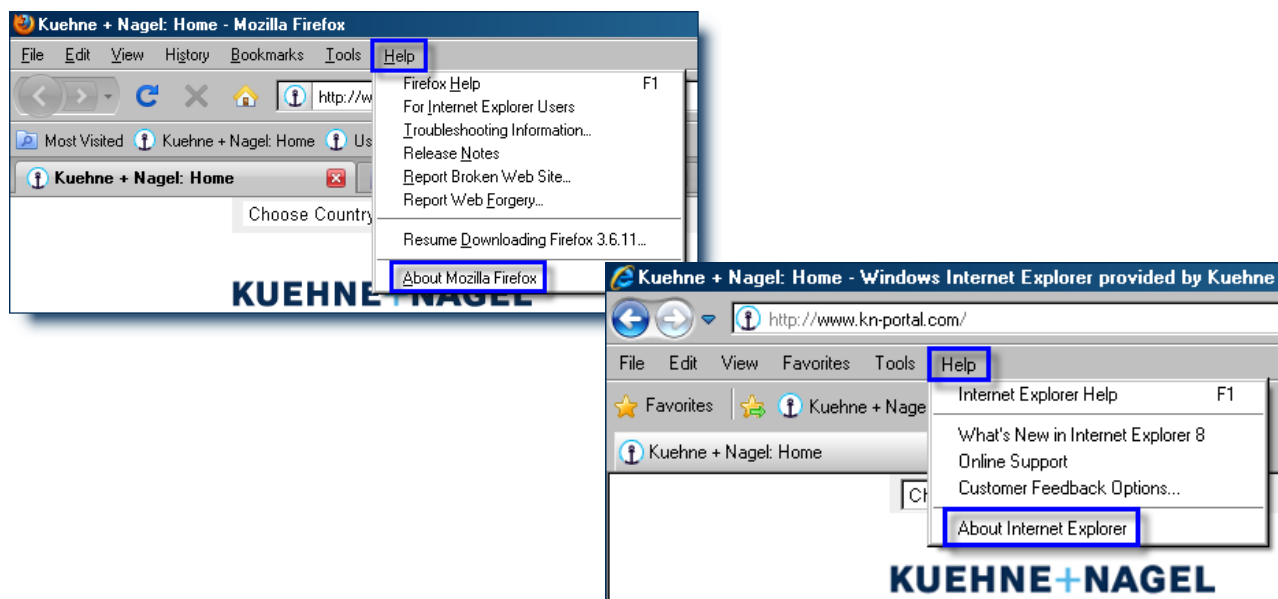 Kuehne + Nagel: Home - Mozilla Firefox
File Edit View History Bookmarks Tools Help
http://w
Most Visited Kuehne + Nagel: Home Us
Kuehne + Nagel: Home
Choose Country
KUEHNE+NAGEL
Firefox Help F1
For Internet Explorer Users
Troubleshooting Information...
Release Notes
Report Broken Web Site...
Report Web Forgery...
Resume Downloading Firefox 3.6.11...
About Mozilla Firefox
Kuehne + Nagel: Home - Windows Internet Explorer provided by Kuehne
http://www.kn-portal.com/
File Edit View Favorites Tools Help
Favorites Kuehne + Nage
Kuehne + Nagel: Home
Ch
Internet Explorer Help F1
What's New in Internet Explorer 8
Online Support
Customer Feedback Options...
About Internet Explorer
KUEHNE+NAGEL